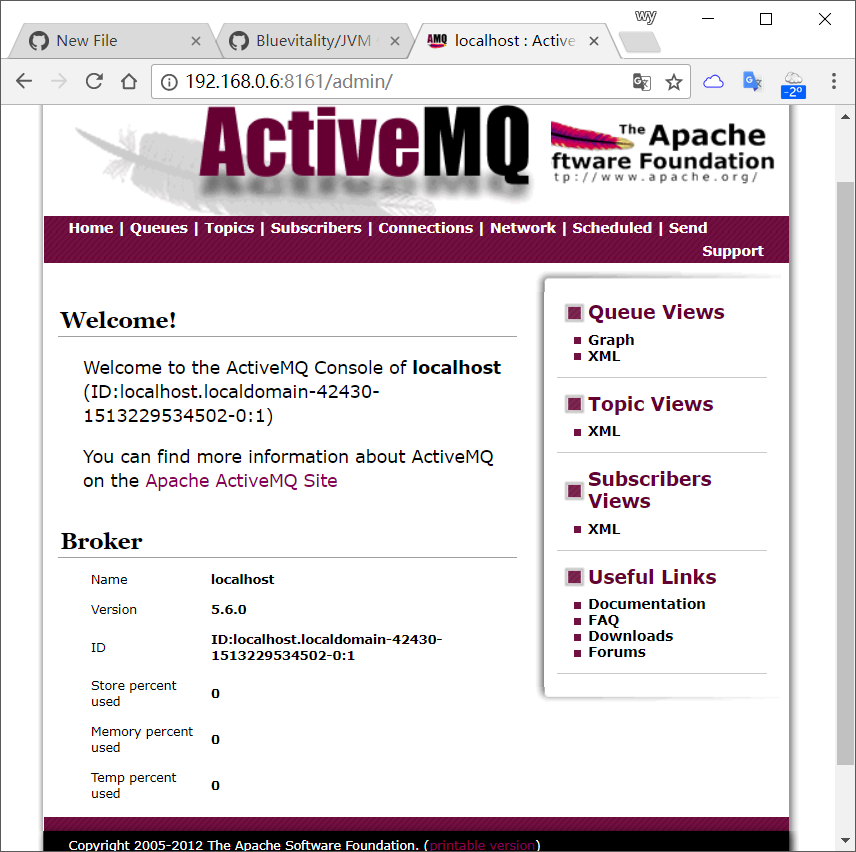 wy
New File
Bluevitality/JVM
localhost : Active
192.168.0.6:8161/admin/
-2°
ActiveMQ
The Apache
ftware Foundation
tp://www.apache.org/
Home | Queues | Topics | Subscribers | Connections | Network | Scheduled | Send
Support
Welcome!
Welcome to the ActiveMQ Console of localhost
(ID:localhost.localdomain-42430-
1513229534502-0:1)
You can find more information about ActiveMQ
on the Apache ActiveMQ Site
Broker
Name localhost
Version 5.6.0
ID ID:localhost.localdomain-42430-
1513229534502-0:1
Store percent
used 0
Memory percent
used 0
Temp percent
used 0
Queue Views
Graph
XML
Topic Views
XML
Subscribers
Views
XML
Useful Links
Documentation
FAQ
Downloads
Forums
Copyright 2005-2012 The Apache Software Foundation. (printable version)